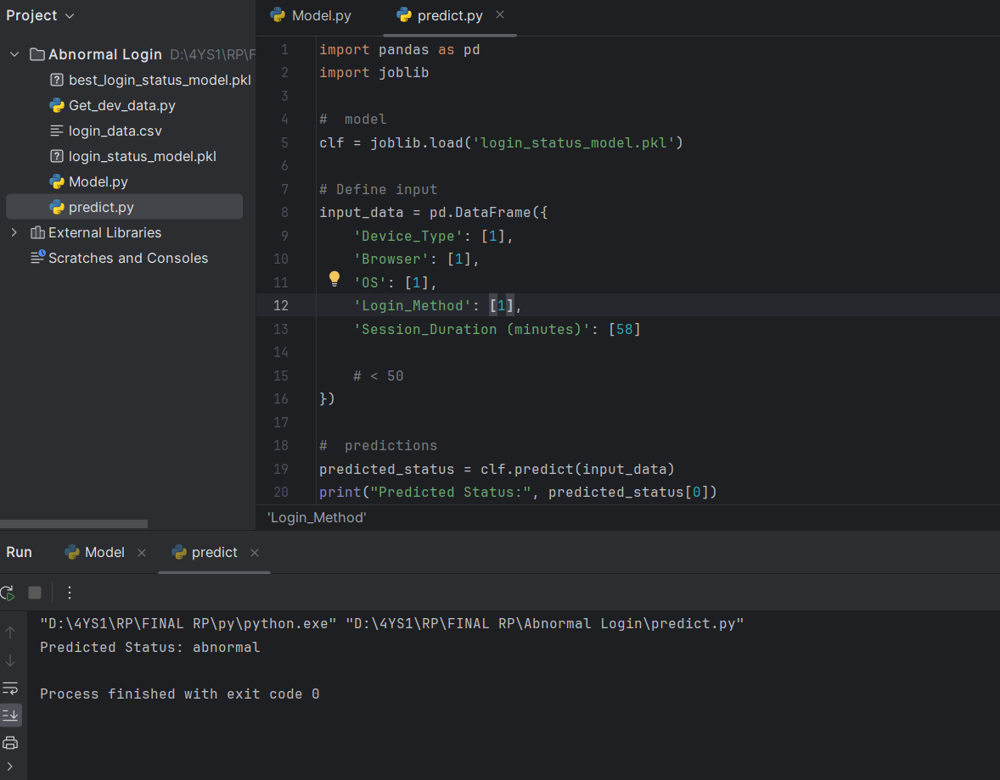 Project
Abnormal Login D:\4YS1\RP\F
best_login_status_model.pkl
Get_dev_data.py
login_data.csv
login_status_model.pkl
Model.py
predict.py
External Libraries
Scratches and Consoles
Model.py predict.py
1 import pandas as pd
2 import joblib
3
4 #  model
5 clf = joblib.load('login_status_model.pkl')
6
7 # Define input
8 input_data = pd.DataFrame({
9     'Device_Type': [1],
10     'Browser': [1],
11     'OS': [1],
12     'Login_Method': [1],
13     'Session_Duration (minutes)': [58]
14
15     # < 50
16 })
17
18 #  predictions
19 predicted_status = clf.predict(input_data)
20 print("Predicted Status:", predicted_status[0])
'Login_Method'
Run Model predict
"D:\4YS1\RP\FINAL RP\py\python.exe" "D:\4YS1\RP\FINAL RP\Abnormal Login\predict.py"
Predicted Status: abnormal
Process finished with exit code 0